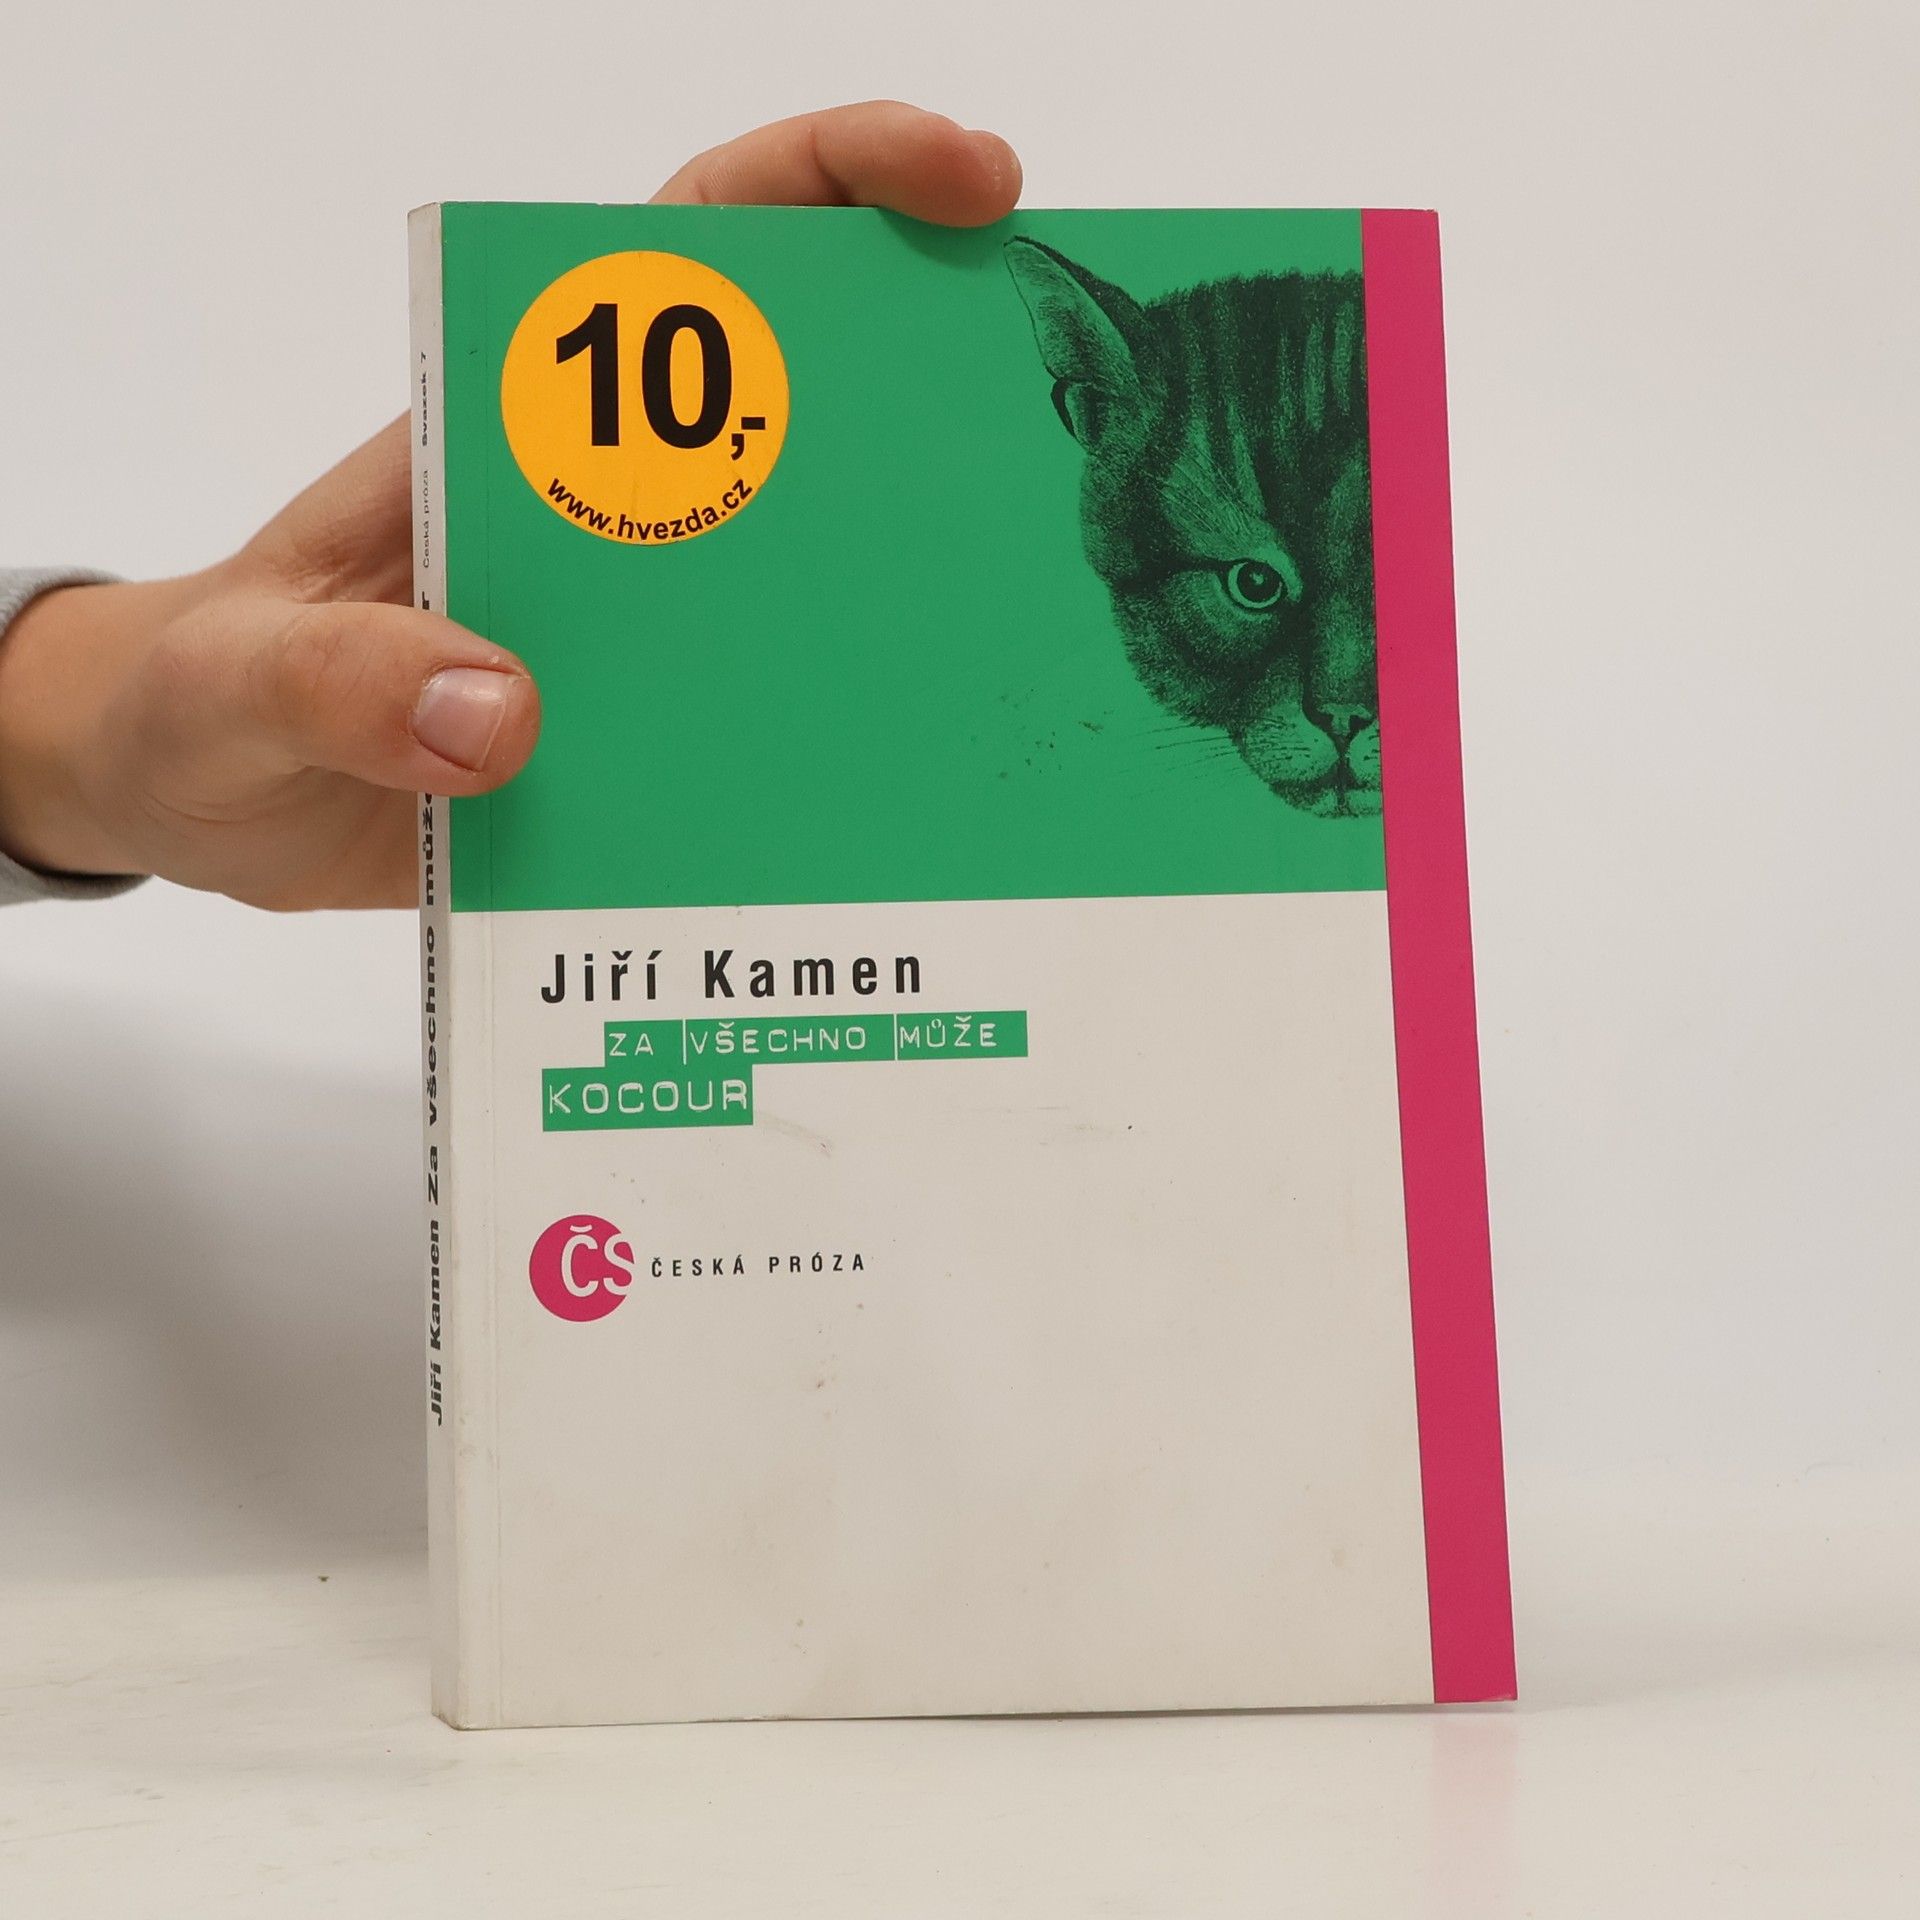 10,-
www.hvezda.cz
Jiří Kamen
ZA VŠECHNO MŮŽE
KOCOUR
ČS ČESKÁ PRÓZA
Jiří Kamen Za všechno může
Česká próza Svazek 7